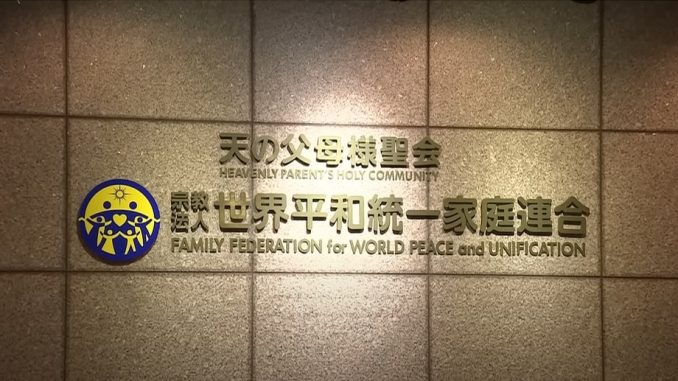 天の父母様聖会
HEAVENLY PARENT'S HOLY COMMUNITY
宗教法人 世界平和統一家庭連合
FAMILY FEDERATION for WORLD PEACE and UNIFICATION